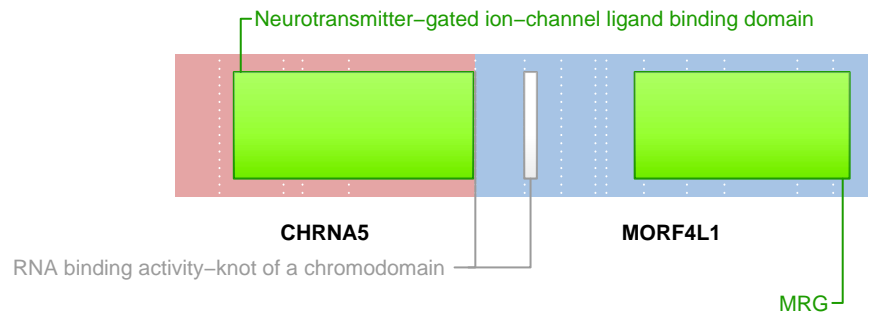 Neurotransmitter−gated ion−channel ligand binding domain
CHRNA5
MORF4L1
RNA binding activity−knot of a chromodomain
MRG